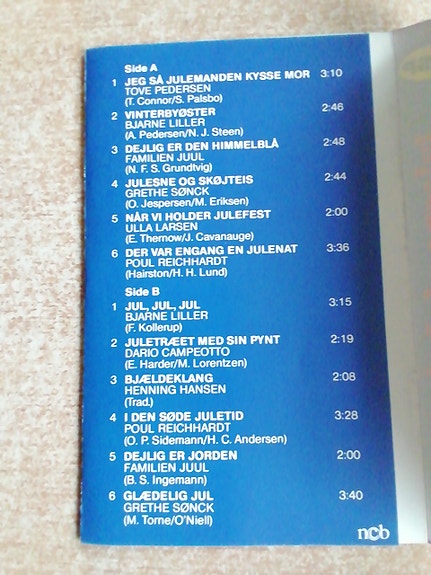 Side A
1 JEG SÅ JULEMANDEN KYSSE MOR 3:10
TOVE PEDERSEN
(T. Connor/S. Palsbo)
2 VINTERBYØSTER 2:46
BJARNE LILLER
(A. Pedersen/N. J. Steen)
3 DEJLIG ER DEN HIMMELBLÅ 2:48
FAMILIEN JUUL
(N. F. S. Grundtvig)
4 JULESNE OG SKØJTEIS 2:44
GRETHE SØNCK
(O. Jespersen/M. Eriksen)
5 NÅR VI HOLDER JULEFEST 2:00
ULLA LARSEN
(E. Thernow/J. Cavanauge)
6 DER VAR ENGANG EN JULENAT 3:36
POUL REICHHARDT
(Hairston/H. H. Lund)
Side B
1 JUL, JUL, JUL 3:15
BJARNE LILLER
(F. Kollerup)
2 JULETRÆET MED SIN PYNT 2:19
DARIO CAMPEOTTO
(E. Harder/M. Lorentzen)
3 BJÆLDEKLANG 2:08
HENNING HANSEN
(Trad.)
4 I DEN SØDE JULETID 3:28
POUL REICHHARDT
(O. P. Sidemann/H. C. Andersen)
5 DEJLIG ER JORDEN 2:00
FAMILIEN JUUL
(B. S. Ingemann)
6 GLÆDELIG JUL 3:40
GRETHE SØNCK
(M. Torne/O'Niell)
ncb